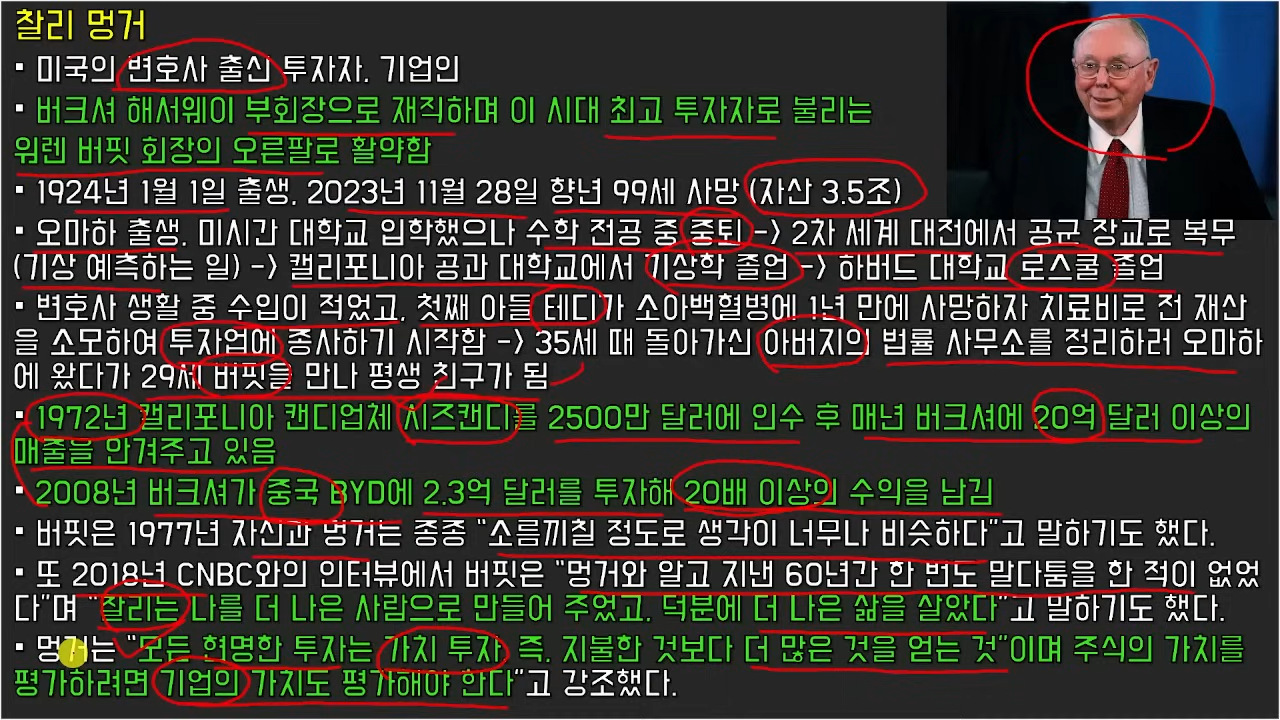 찰리 멍거
▪ 미국의 변호사 출신 투자자, 기업인
▪ 버크셔 해서웨이 부회장으로 재직하며 이 시대 최고 투자자로 불리는
워렌 버핏 회장의 오른팔로 활약함
▪ 1924년 1월 1일 출생, 2023년 11월 28일 향년 99세 사망 (자산 3.5조)
▪ 오마하 출생, 미시간 대학교 입학했으나 수학 전공 중 중퇴 -> 2차 세계 대전에서 공군 장교로 복무
(기상 예측하는 일) -> 캘리포니아 공과 대학교에서 기상학 졸업 -> 하버드 대학교 로스쿨 졸업
▪ 변호사 생활 중 수입이 적었고, 첫째 아들 테디가 소아백혈병에 1년 만에 사망하자 치료비로 전 재산
을 소모하여 투자업에 종사하기 시작함 -> 35세 때 돌아가신 아버지의 법률 사무소를 정리하러 오마하
에 왔다가 29세 버핏을 만나 평생 친구가 됨
▪ 1972년 캘리포니아 캔디업체 시즈캔디를 2500만 달러에 인수 후 매년 버크셔에 20억 달러 이상의
매출을 안겨주고 있음
▪ 2008년 버크셔가 중국 BYD에 2.3억 달러를 투자해 20배 이상의 수익을 남김
▪ 버핏은 1977년 자신과 멍거는 종종 “소름끼칠 정도로 생각이 너무나 비슷하다”고 말하기도 했다.
▪ 또 2018년 CNBC와의 인터뷰에서 버핏은 “멍거와 알고 지낸 60년간 한 번도 말다툼을 한 적이 없었
다”며 “찰리는 나를 더 나은 사람으로 만들어 주었고, 덕분에 더 나은 삶을 살았다”고 말하기도 했다.
▪ 멍거는 “모든 현명한 투자는 가치 투자, 즉, 지불한 것보다 더 많은 것을 얻는 것”이며 주식의 가치를
평가하려면 기업의 가치도 평가해야 한다”고 강조했다.